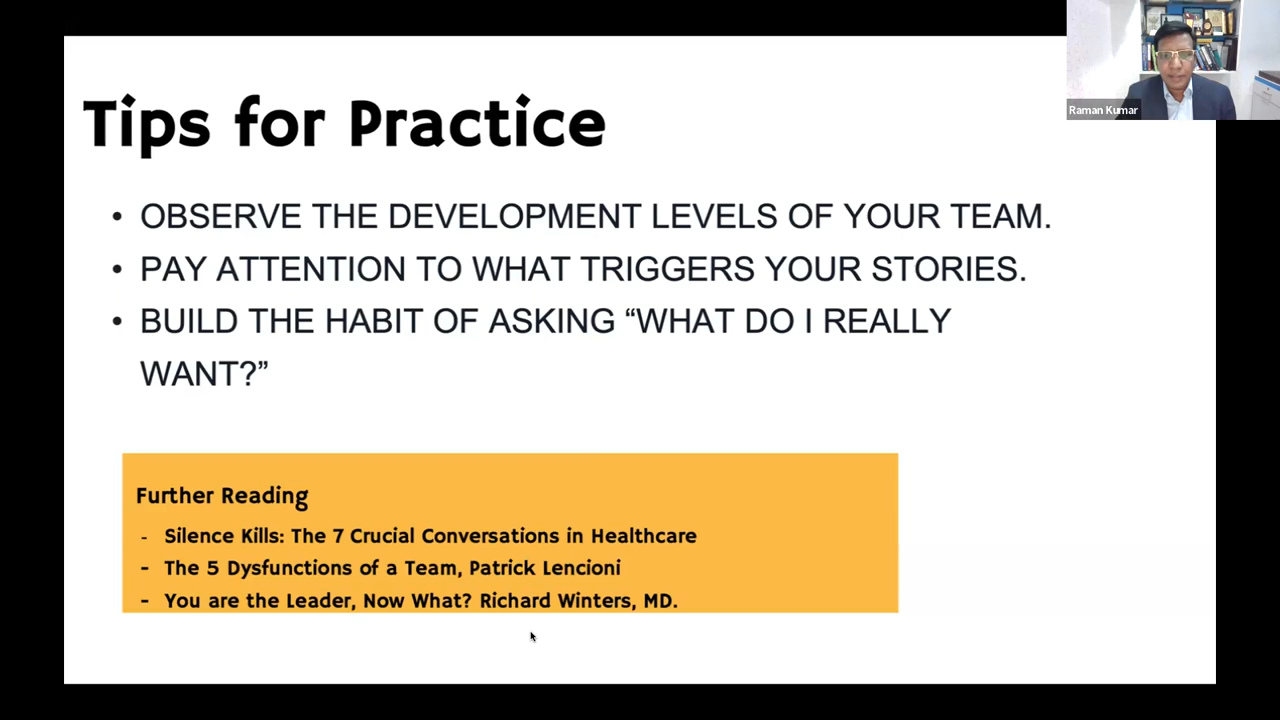 Tips for Practice
Raman Kumar
• OBSERVE THE DEVELOPMENT LEVELS OF YOUR TEAM.
• PAY ATTENTION TO WHAT TRIGGERS YOUR STORIES.
• BUILD THE HABIT OF ASKING “WHAT DO I REALLY
WANT?”
Further Reading
- Silence Kills: The 7 Crucial Conversations in Healthcare
- The 5 Dysfunctions of a Team, Patrick Lencioni
- You are the Leader, Now What? Richard Winters, MD.